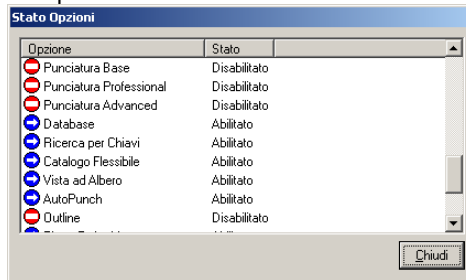 Stato Opzioni
Opzione Stato
Punciatura Base Disabilitato
Punciatura Professional Disabilitato
Punciatura Advanced Disabilitato
Database Abilitato
Ricerca per Chiavi Abilitato
Catalogo Flessibile Abilitato
Vista ad Albero Abilitato
AutoPunch Abilitato
Outline Disabilitato
Chiudi